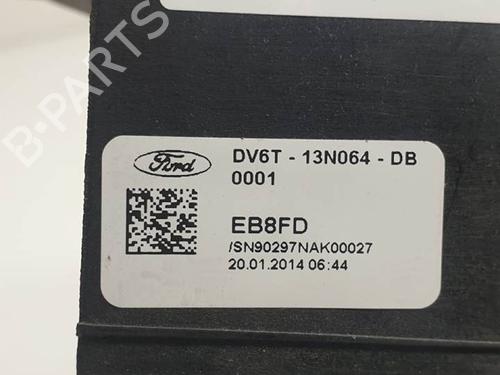 B-PARTS
Ford
DV6T - 13N064 - DB
0001
EB8FD
/SN90297NAK00027
20.01.2014 06:44